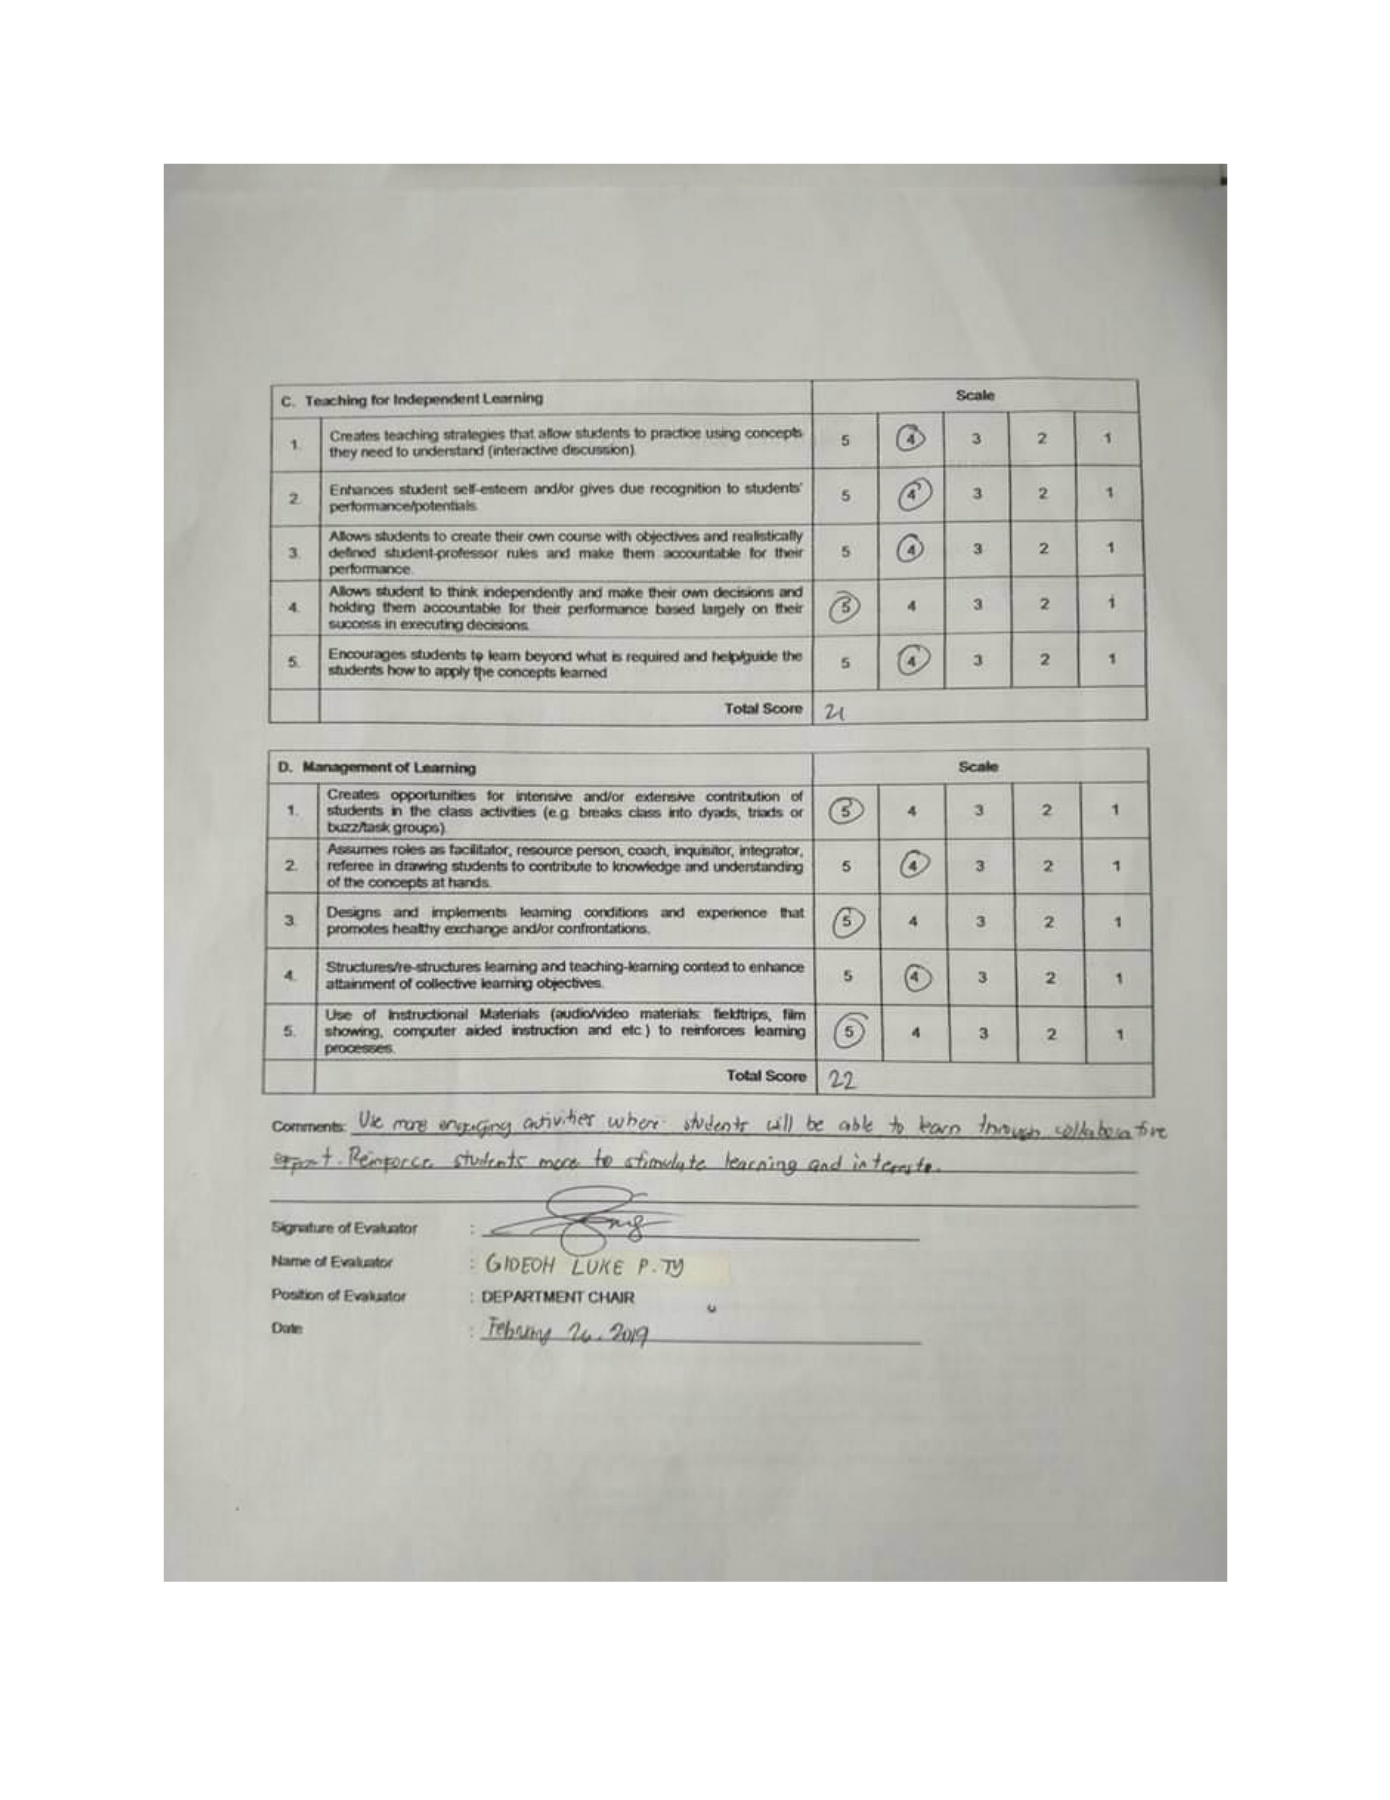 C. Teaching for Independent Learning Scale
1. Creates teaching strategies that allow students to practice using concepts 5 4 3 2 1
they need to understand (interactive discussion).
2. Enhances student self-esteem and/or gives due recognition to students' 5 4 3 2 1
performance/potentials.
3. Allows students to create their own course with objectives and realistically
defined student-professor rules and make them accountable for their 5 4 3 2 1
performance.
4. Allows student to think independently and make their own decisions and
holding them accountable for their performance based largely on their 5 4 3 2 1
success in executing decisions.
5. Encourages students to learn beyond what is required and help/guide the 5 4 3 2 1
students how to apply the concepts learned
Total Score 21
D. Management of Learning Scale
1. Creates opportunities for intensive and/or extensive contribution of
students in the class activities (e.g. breaks class into dyads, triads or 5 4 3 2 1
buzz/task groups).
2. Assumes roles as facilitator, resource person, coach, inquisitor, integrator,
referee in drawing students to contribute to knowledge and understanding 5 4 3 2 1
of the concepts at hands.
3. Designs and implements learning conditions and experience that 5 4 3 2 1
promotes healthy exchange and/or confrontations.
4. Structures/re-structures learning and teaching-learning context to enhance 5 4 3 2 1
attainment of collective learning objectives.
5. Use of Instructional Materials (audio/video materials: fieldtrips, film
showing, computer aided instruction and etc.) to reinforces learning 5 4 3 2 1
processes.
Total Score 22
Comments: Use more engaging activities where students will be able to learn through collaborative
effort. Reinforce students more to stimulate learning and interests.
Signature of Evaluator :
Name of Evaluator : GIDEOH LUKE P. TY
Position of Evaluator : DEPARTMENT CHAIR
Date : February 26, 2019